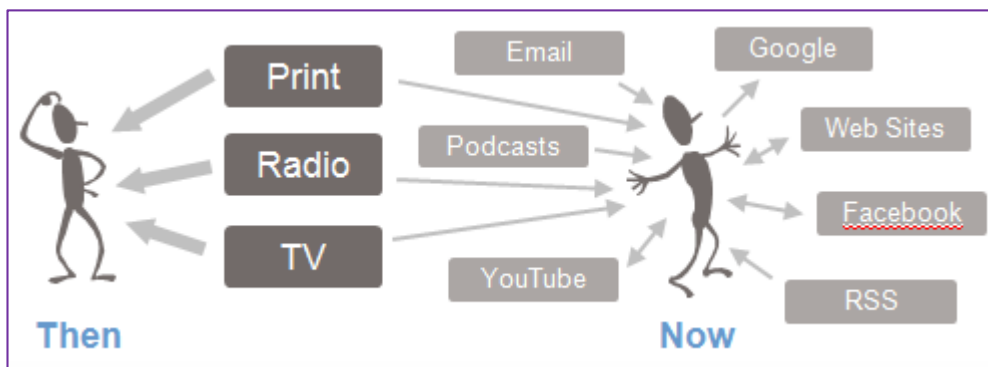 Print
Radio
TV
Then
Email
Podcasts
YouTube
Google
Web Sites
Facebook
RSS
Now